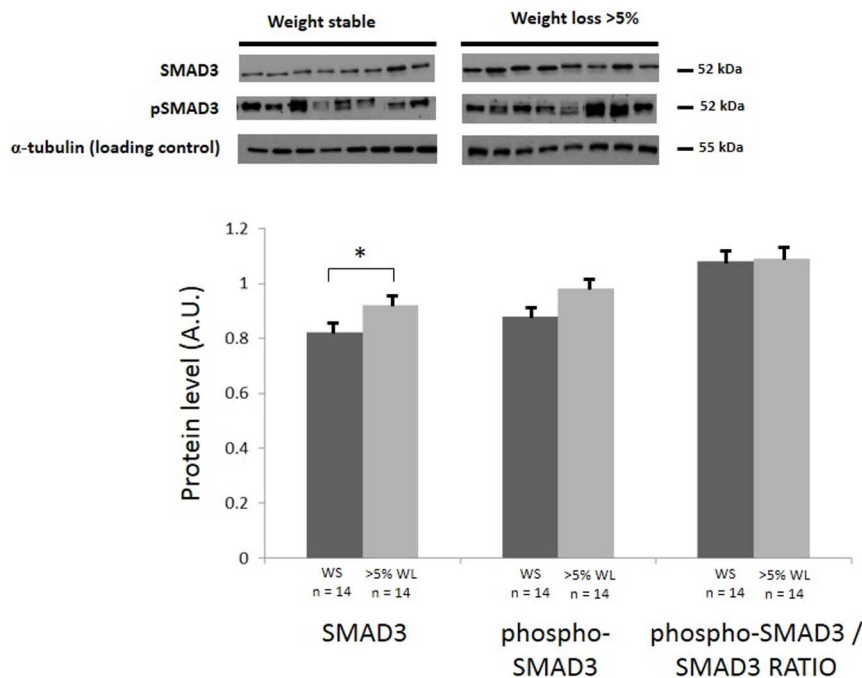 Weight stable
Weight loss >5%
SMAD3
52 kDa
pSMAD3
52 kDa
α-tubulin (loading control)
55 kDa
Protein level (A.U.)
1.2
1
0.8
0.6
0.4
0.2
0
*
WS
n = 14
>5% WL
n = 14
WS
n = 14
>5% WL
n = 14
WS
n = 14
>5% WL
n = 14
SMAD3
phospho-
SMAD3
phospho-SMAD3 /
SMAD3 RATIO